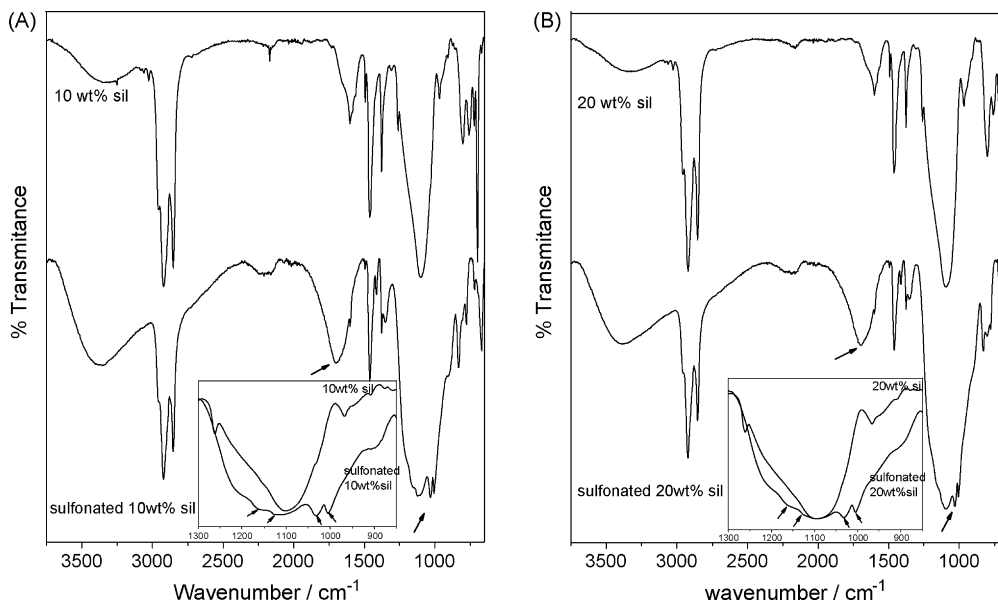 (A)
10 wt% sil
sulfonated 10wt% sil
10wt% sil
sulfonated
10wt%sil
1300 1200 1100 1000 900
3500 3000 2500 2000 1500 1000
Wavenumber / cm-1
% Transmitance
(B)
20 wt% sil
sulfonated 20wt% sil
20wt% sil
sulfonated
20wt%sil
1300 1200 1100 1000 900
3500 3000 2500 2000 1500 1000
wavenumber / cm-1
% Transmitance